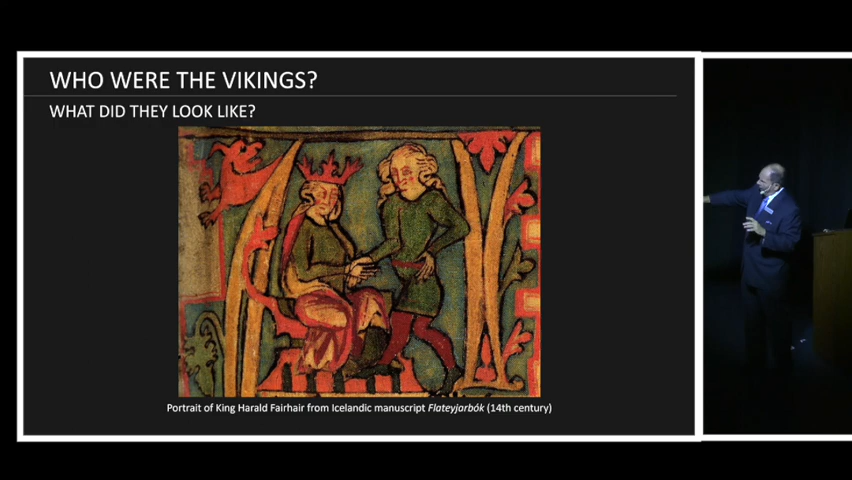 WHO WERE THE VIKINGS?
WHAT DID THEY LOOK LIKE?
Portrait of King Harald Fairhair from Icelandic manuscript Flateyjarbók (14th century)